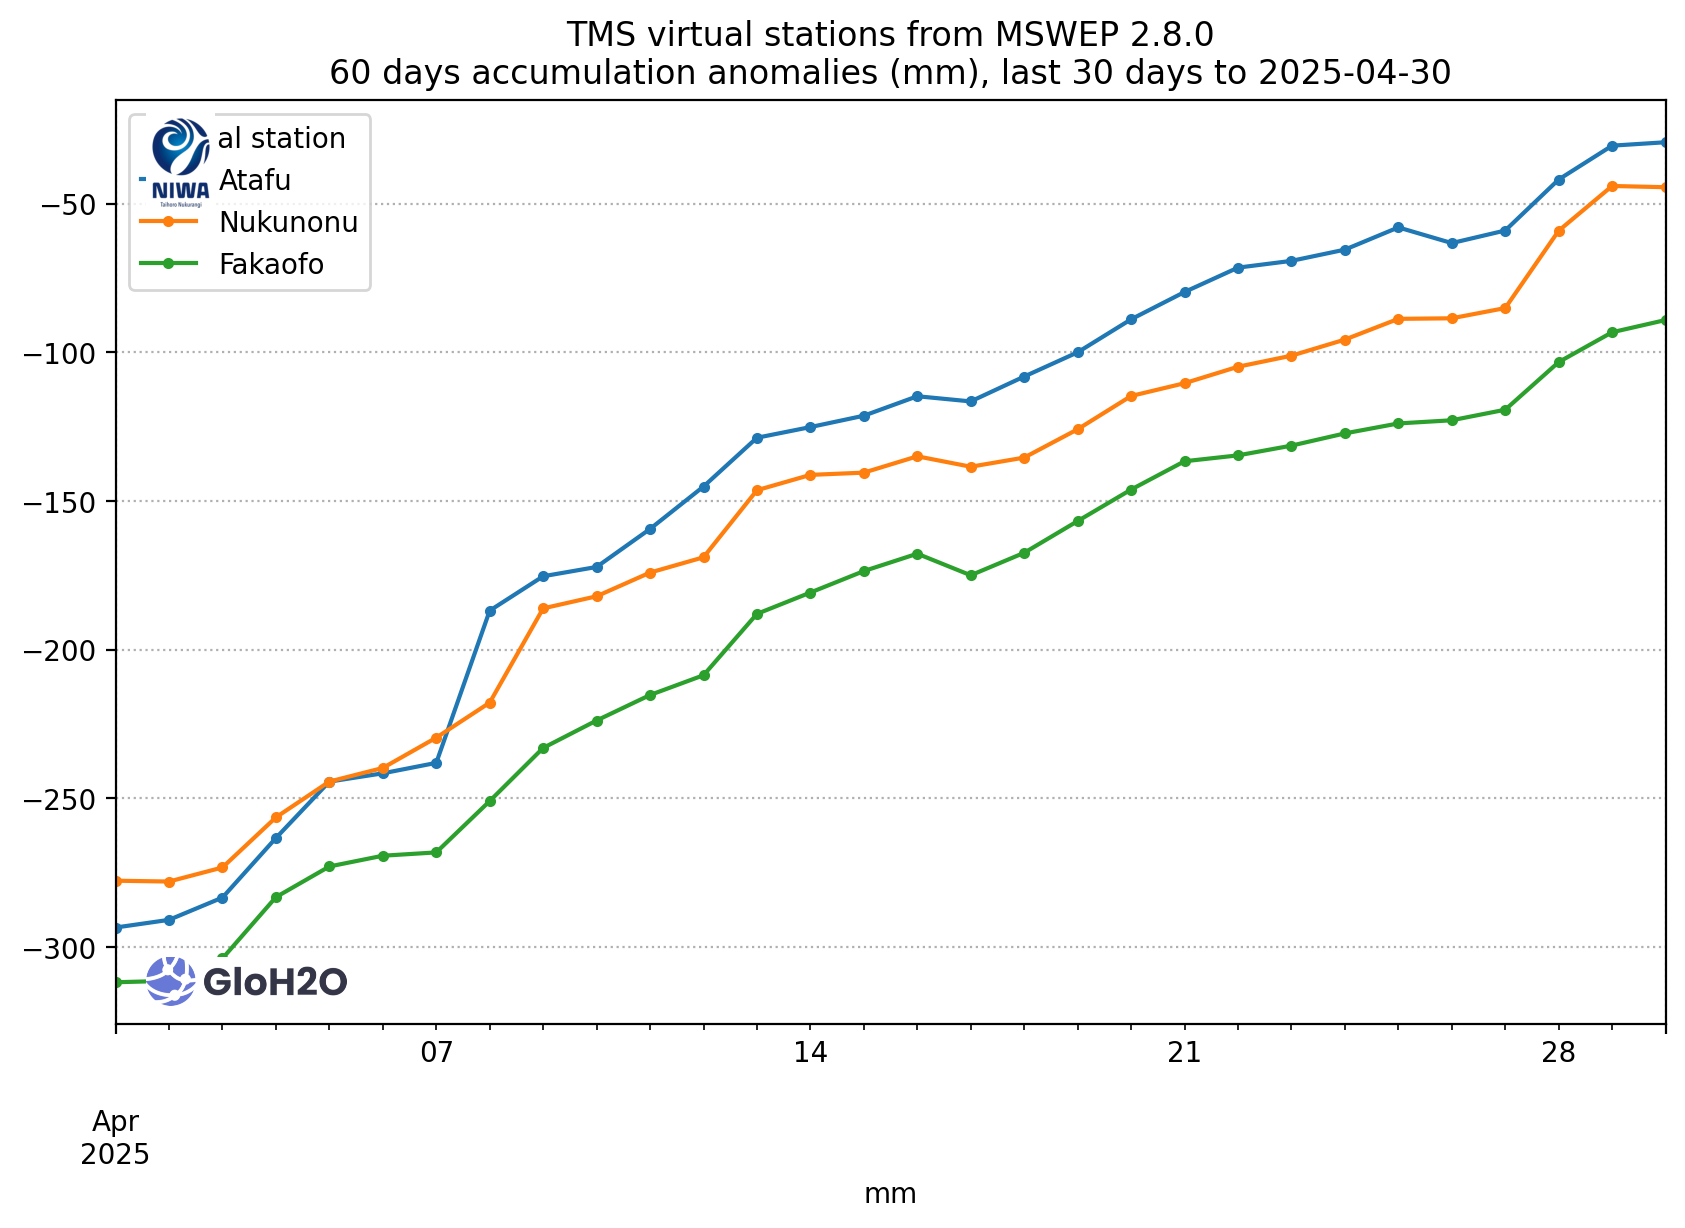 TMS virtual stations from MSWEP 2.8.0
60 days accumulation anomalies (mm), last 30 days to 2025-04-30
al station
Atafu
Nukunonu
Fakaofo
NIWA
Taihoro Nukurangi
−50
−100
−150
−200
−250
−300
GloH2O
07
14
21
28
Apr
2025
mm